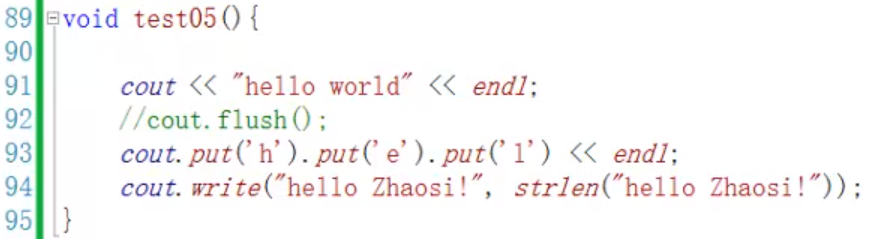 89 void test05(){
90
91 cout << "hello world" << endl;
92 //cout.flush();
93 cout.put('h').put('e').put('l') << endl;
94 cout.write("hello Zhaosi!", strlen("hello Zhaosi!"));
95 }